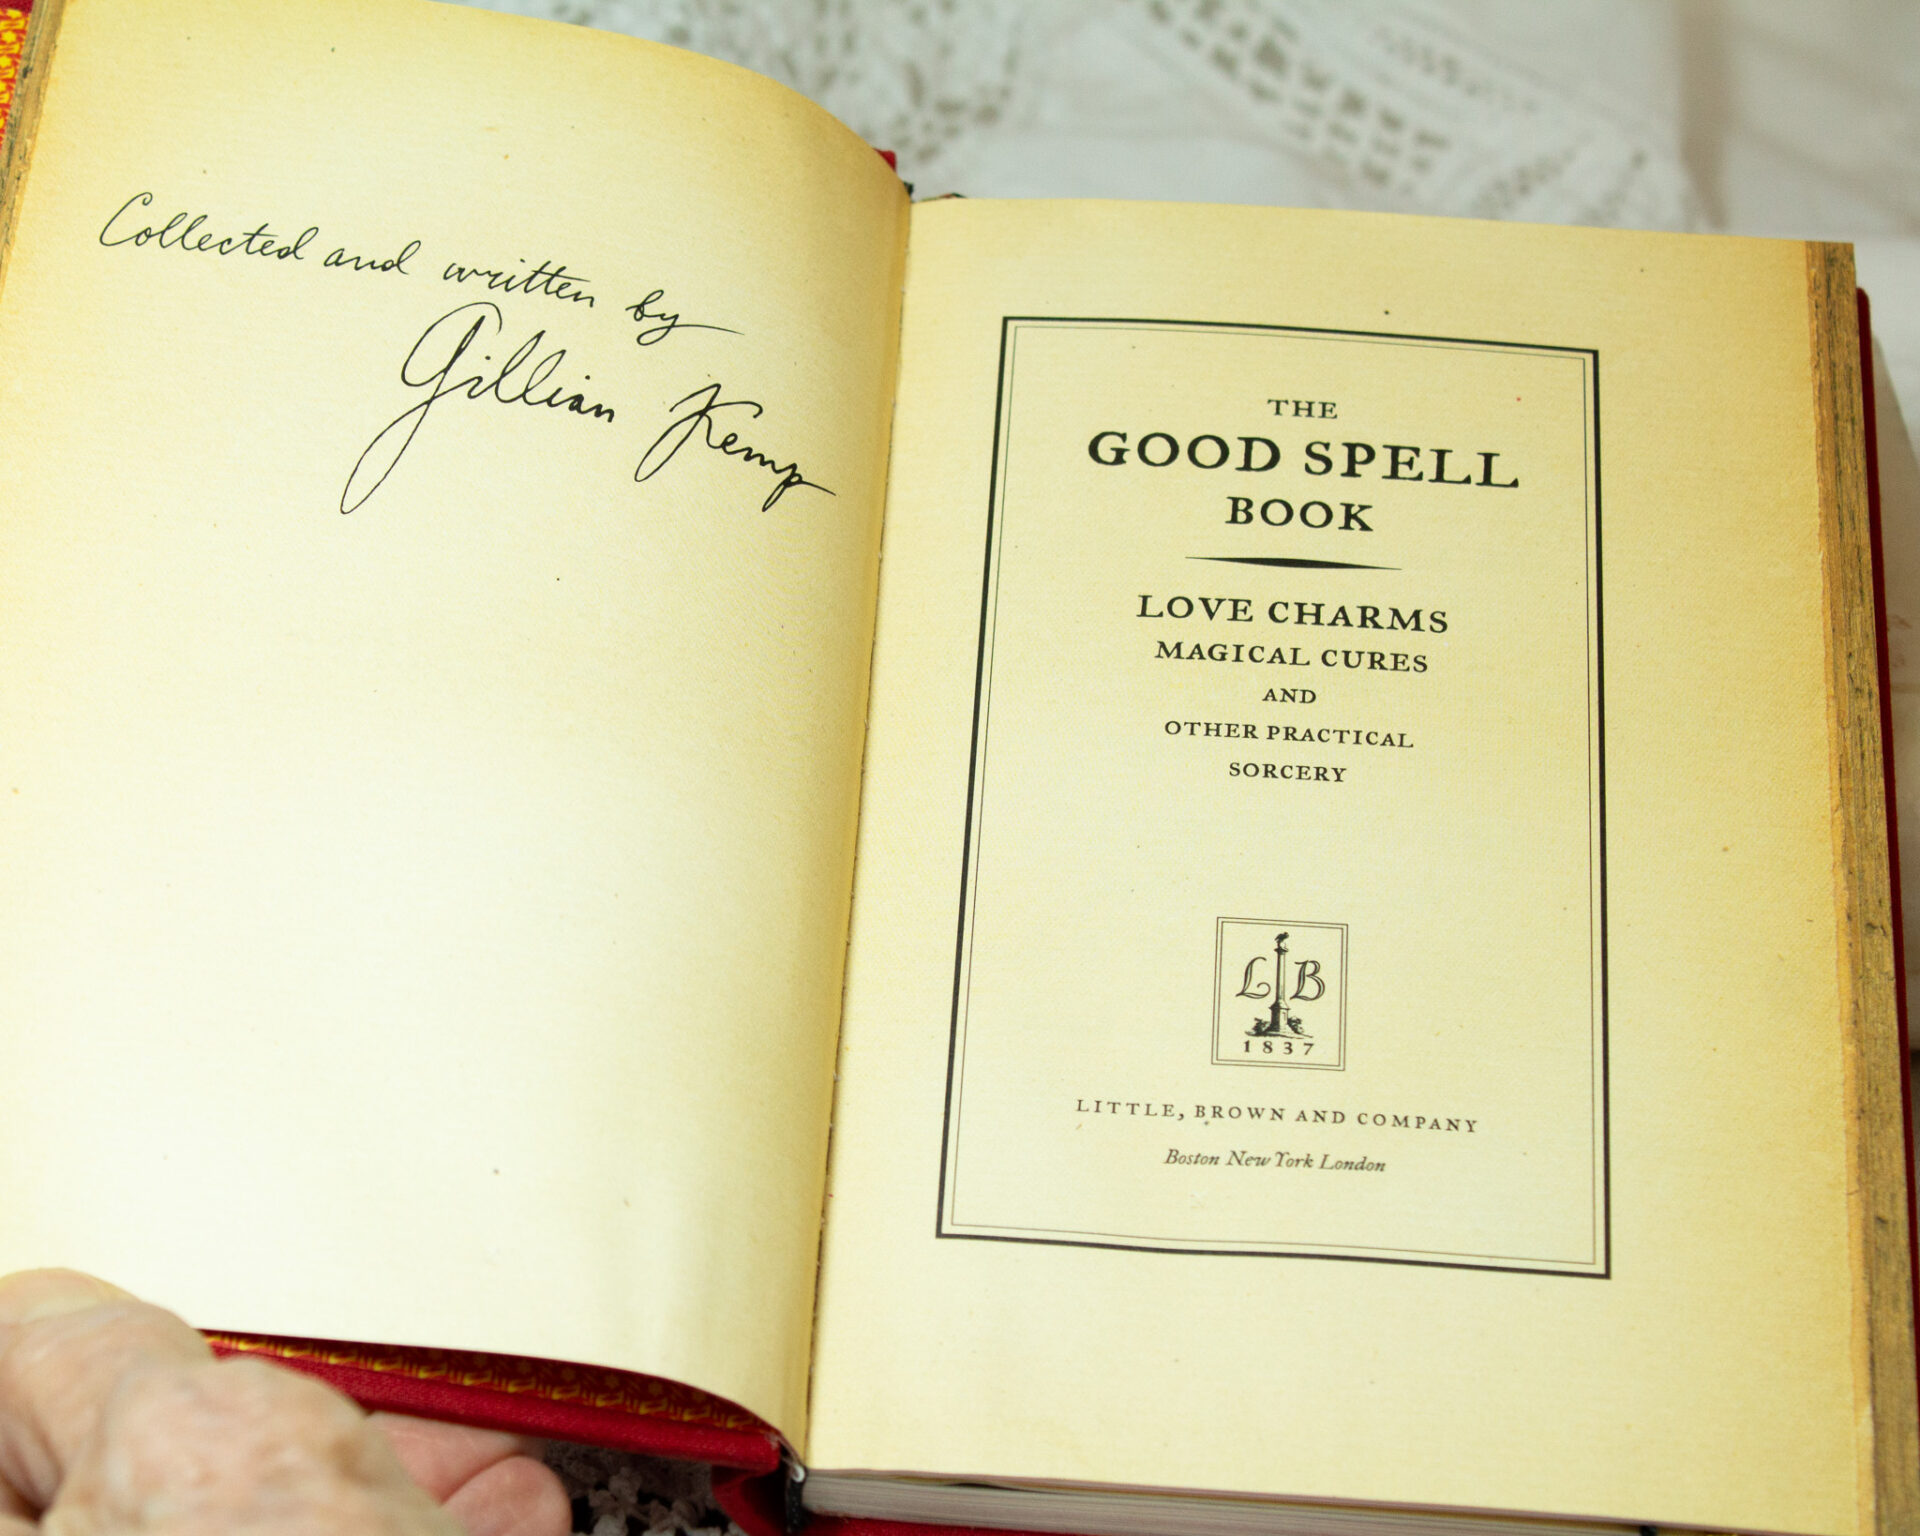 Collected and written by
Gillian Kemp
THE
GOOD SPELL
BOOK
LOVE CHARMS
MAGICAL CURES
AND
OTHER PRACTICAL
SORCERY
L B
1837
LITTLE, BROWN AND COMPANY
Boston New York London